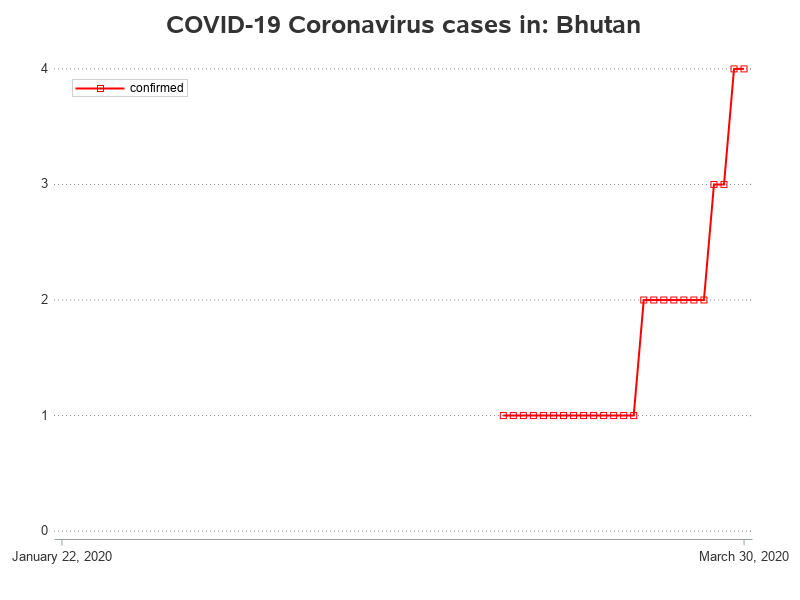 COVID-19 Coronavirus cases in: Bhutan
4
confirmed
3
2
1
0
January 22, 2020
March 30, 2020